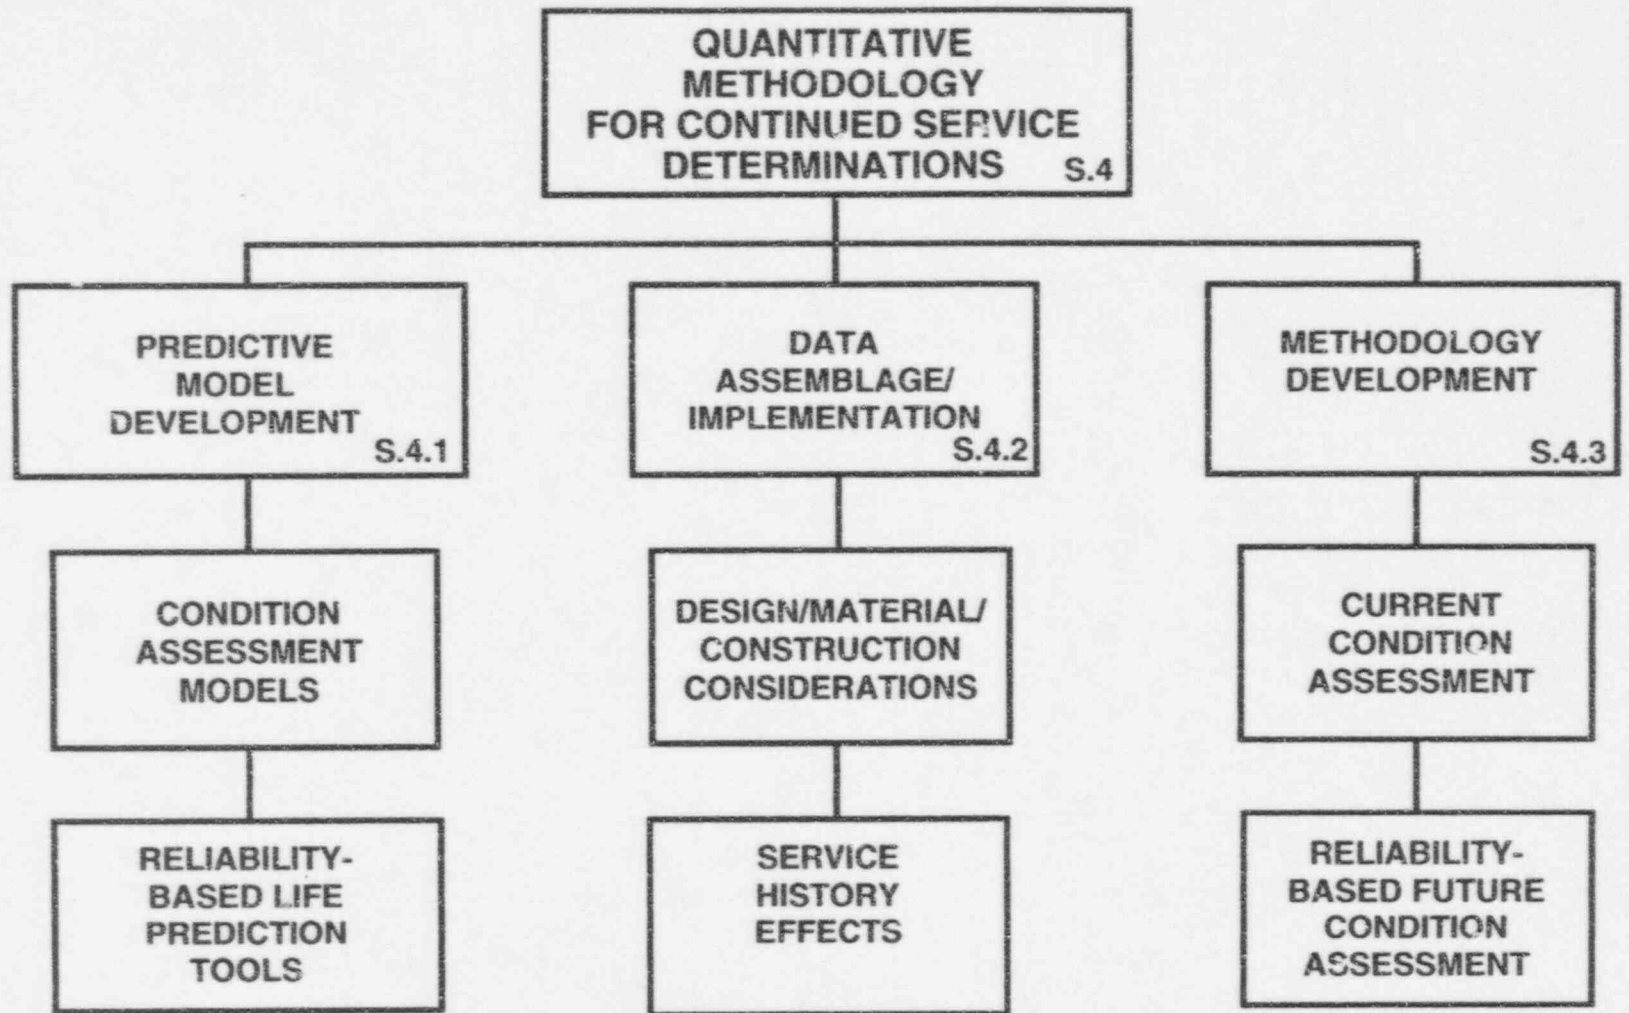 QUANTITATIVE
METHODOLOGY
FOR CONTINUED SERVICE
DETERMINATIONS S.4
PREDICTIVE
MODEL
DEVELOPMENT
S.4.1
DATA
ASSEMBLAGE/
IMPLEMENTATION
S.4.2
METHODOLOGY
DEVELOPMENT
S.4.3
CONDITION
ASSESSMENT
MODELS
DESIGN/MATERIAL/
CONSTRUCTION
CONSIDERATIONS
CURRENT
CONDITION
ASSESSMENT
RELIABILITY-
BASED LIFE
PREDICTION
TOOLS
SERVICE
HISTORY
EFFECTS
RELIABILITY-
BASED FUTURE
CONDITION
ASSESSMENT